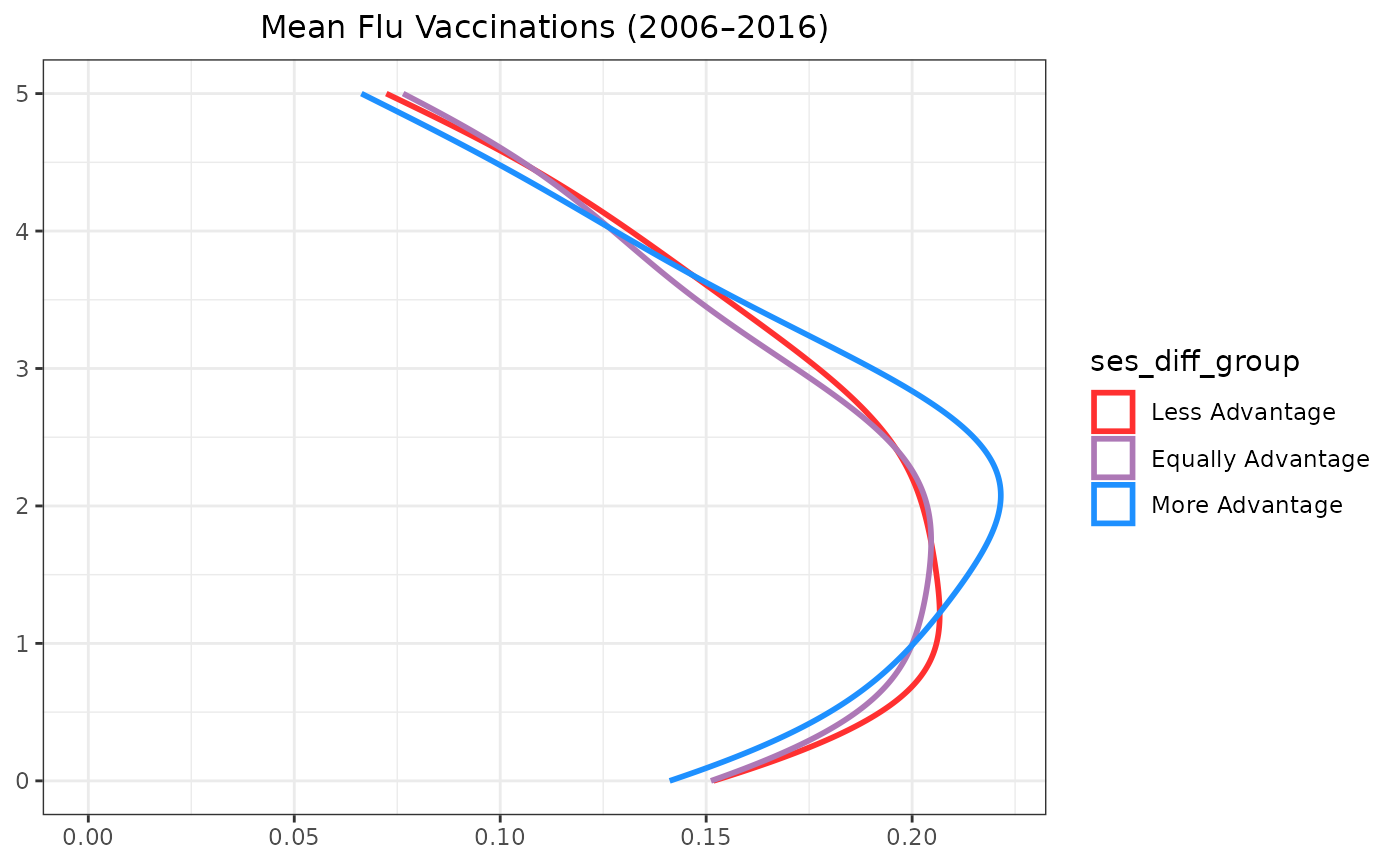 Mean Flu Vaccinations (2006–2016)
5
4
3
2
1
0
0.00
0.05
0.10
0.15
0.20
ses_diff_group
Less Advantage
Equally Advantage
More Advantage